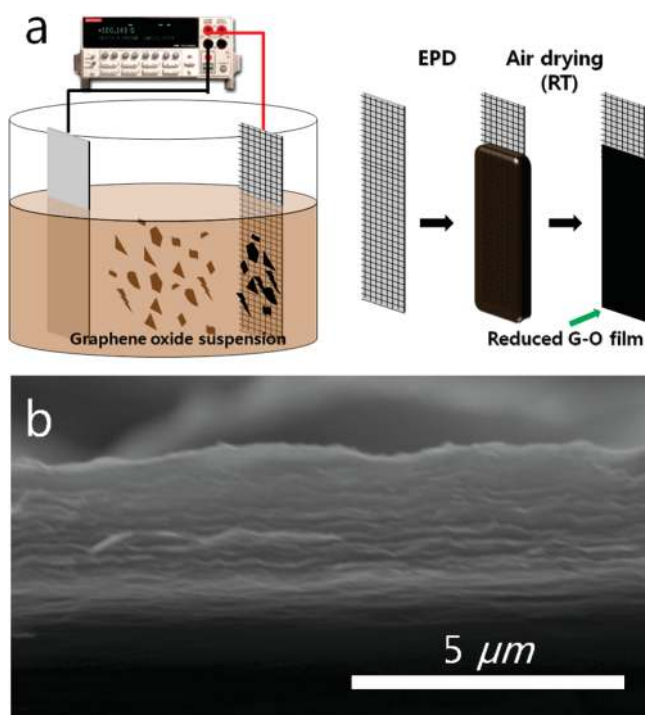 a
EPD
Air drying
(RT)
Graphene oxide suspension
Reduced G-O film
b
5 μm